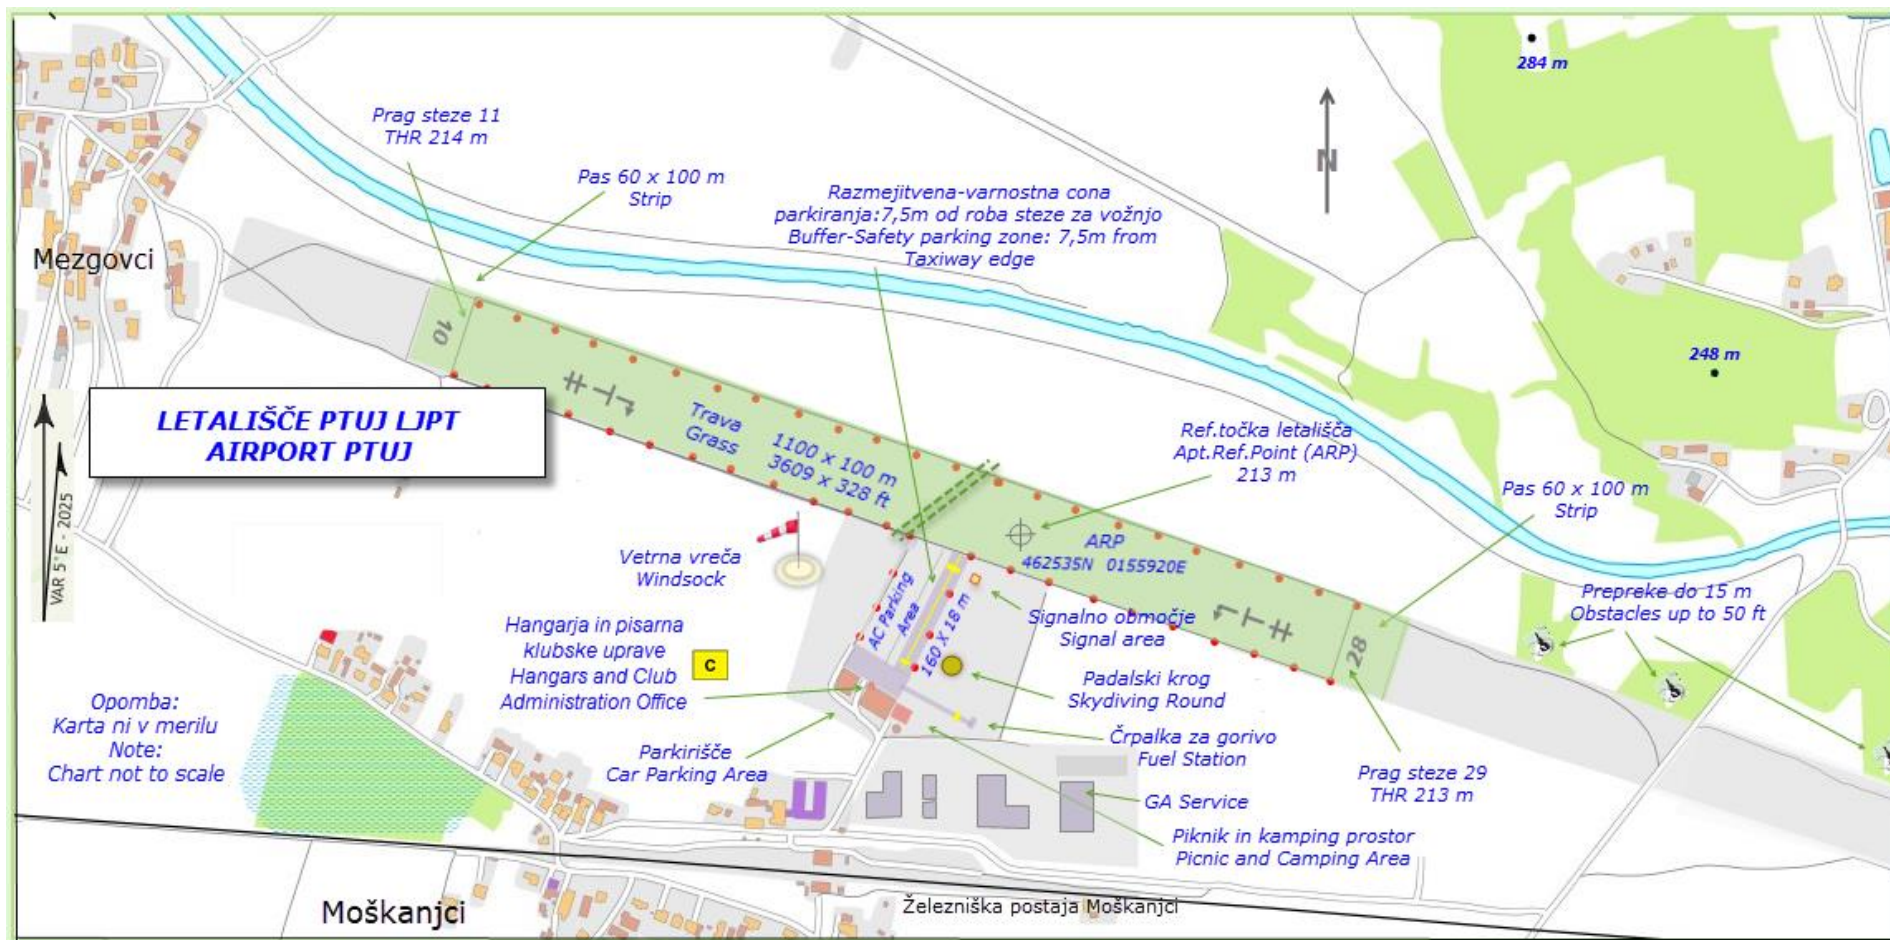 284 m
Prag steze 11
THR 214 m
Pas 60 x 100 m
Strip
Razmejitvena-varnostna cona
parkiranja:7,5m od roba steze za vožnjo
Buffer-Safety parking zone: 7,5m from
Taxiway edge
N
Mezgovci
10
248 m
LETALIŠČE PTUJ LJPT
AIRPORT PTUJ
VAR 5°E - 2025
Trava
Grass
1100 x 100 m
3609 x 328 ft
Ref.točka letališča
Apt.Ref.Point (ARP)
213 m
Pas 60 x 100 m
Strip
ARP
462535N 0155920E
Vetrna vreča
Windsock
AC Parking
Area
160 X 18 m
Signalno območje
Signal area
Prepreke do 15 m
Obstacles up to 50 ft
28
Hangarja in pisarna
klubske uprave
Hangars and Club
Administration Office
C
Padalski krog
Skydiving Round
Opomba:
Karta ni v merilu
Note:
Chart not to scale
Parkirišče
Car Parking Area
Črpalka za gorivo
Fuel Station
Prag steze 29
THR 213 m
GA Service
Piknik in kamping prostor
Picnic and Camping Area
Moškanjci
Železniška postaja Moškanjci